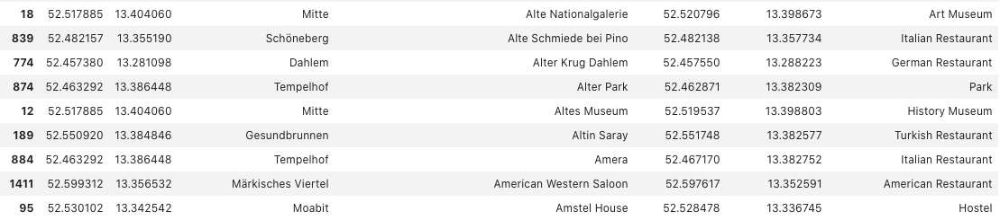 18 52.517885 13.404060 Mitte Alte Nationalgalerie 52.520796 13.398673 Art Museum
839 52.482157 13.355190 Schöneberg Alte Schmiede bei Pino 52.482138 13.357734 Italian Restaurant
774 52.457380 13.281098 Dahlem Alter Krug Dahlem 52.457550 13.288223 German Restaurant
874 52.463292 13.386448 Tempelhof Alter Park 52.462871 13.382309 Park
12 52.517885 13.404060 Mitte Altes Museum 52.519537 13.398803 History Museum
189 52.550920 13.384846 Gesundbrunnen Altin Saray 52.551748 13.382577 Turkish Restaurant
884 52.463292 13.386448 Tempelhof Amera 52.467170 13.382752 Italian Restaurant
1411 52.599312 13.356532 Märkisches Viertel American Western Saloon 52.597617 13.352591 American Restaurant
95 52.530102 13.342542 Moabit Amstel House 52.528478 13.336745 Hostel